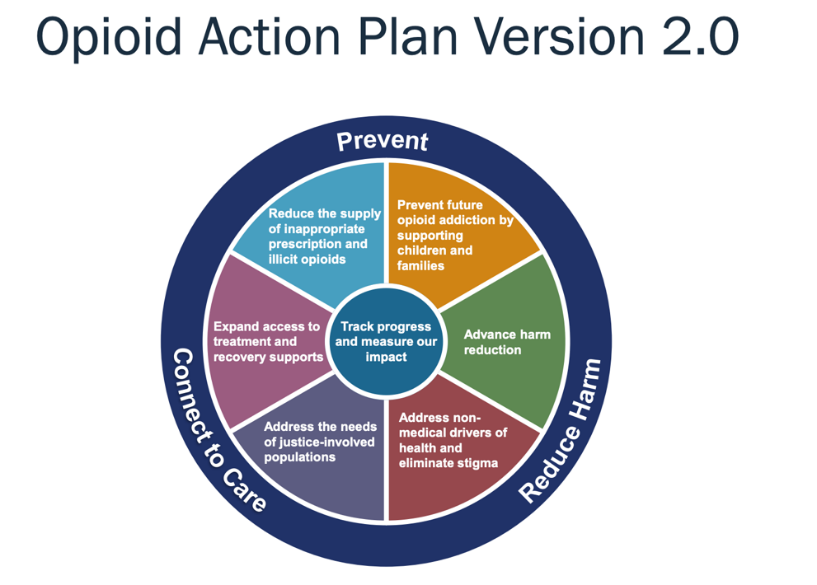 Opioid Action Plan Version 2.0
Prevent
Reduce the supply
of inappropriate
prescription and
illicit opioids
Prevent future
opioid addiction by
supporting
children and
families
Expand access to
treatment and
recovery supports
Track progress
and measure our
impact
Advance harm
reduction
Address the needs
of justice-involved
populations
Address non-
medical drivers of
health and
eliminate stigma
Connect to Care
Reduce Harm